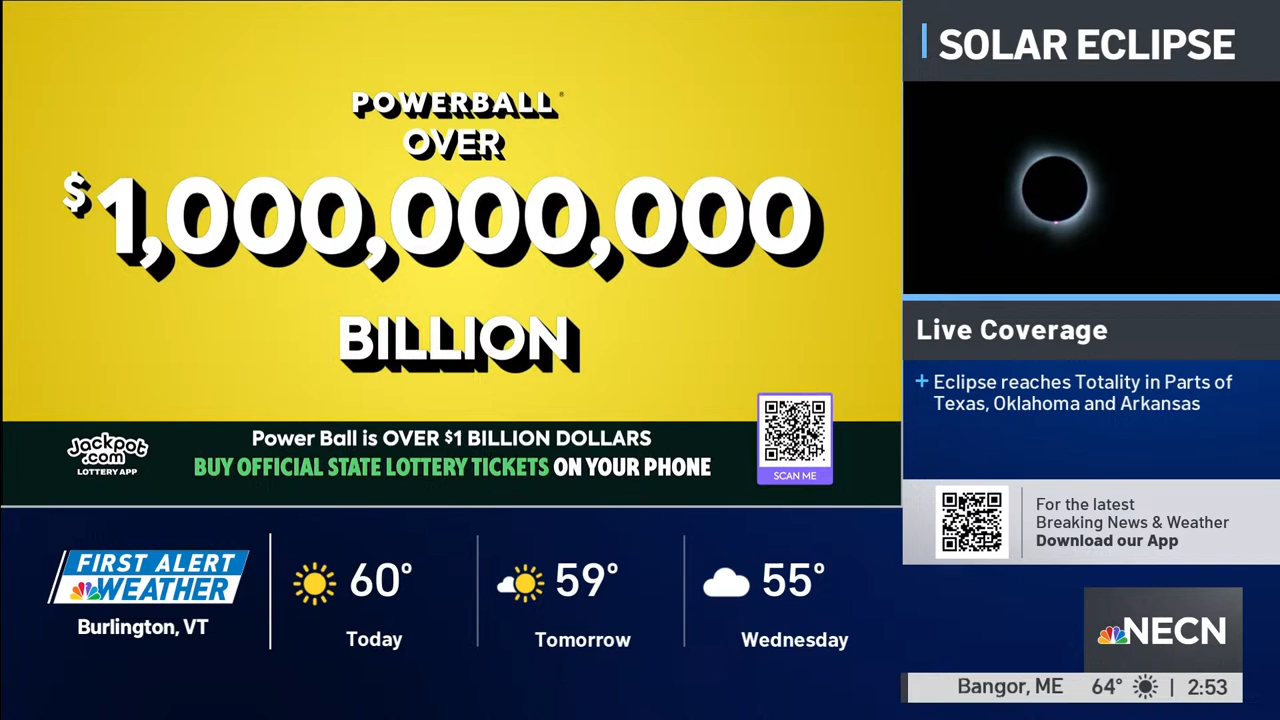 POWERBALL®
OVER
$1,000,000,000
BILLION
Jackpot
.com
LOTTERY APP
Power Ball is OVER $1 BILLION DOLLARS
BUY OFFICIAL STATE LOTTERY TICKETS ON YOUR PHONE
SCAN ME
SOLAR ECLIPSE
Live Coverage
+ Eclipse reaches Totality in Parts of
Texas, Oklahoma and Arkansas
For the latest
Breaking News & Weather
Download our App
FIRST ALERT
WEATHER
Burlington, VT
60°
Today
59°
Tomorrow
55°
Wednesday
NECN
Bangor, ME 64° | 2:53